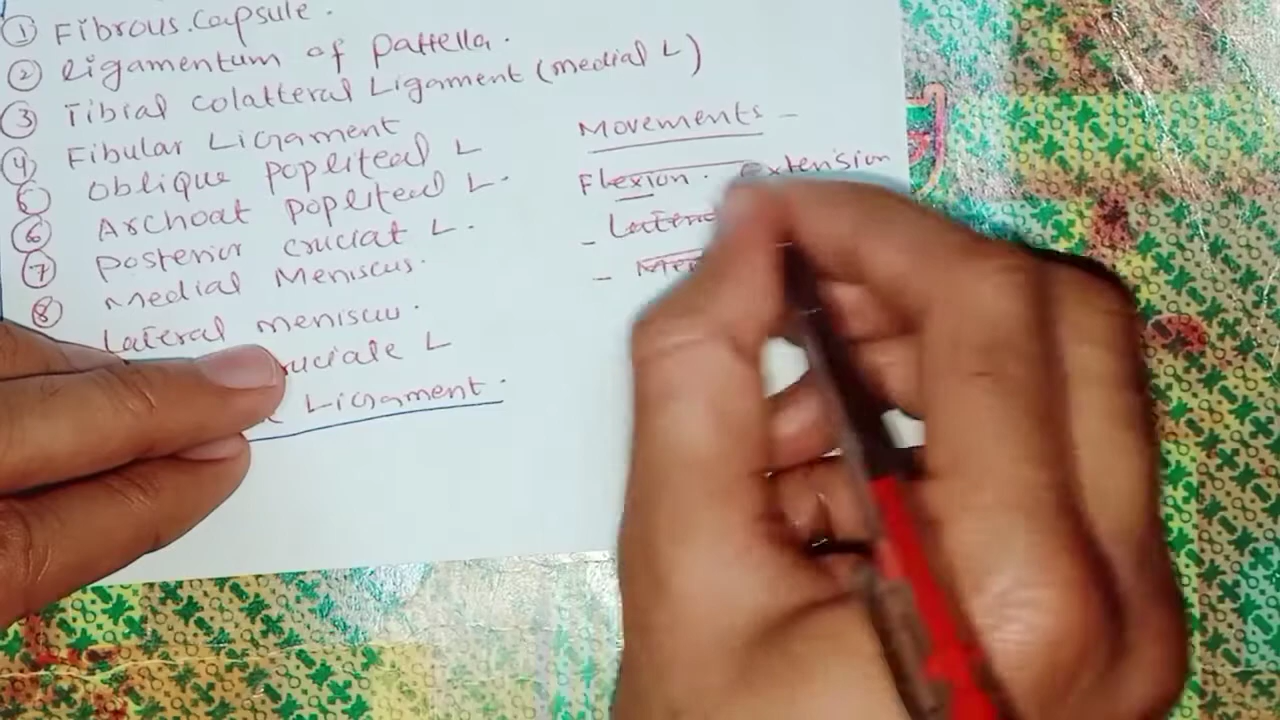 ① Fibrous.capsule.
② ligamentum of pattella.
③ Tibial colatteral Ligament (medial L)
④ Fibular Ligament
⑤ oblique popliteal L
⑥ Archoat popliteal L.
⑦ posterior cruciat L.
⑧ Medial Meniscus.
lateral meniscu.
ruciate L
Ligament.
Movements -
Flexion. Extension
-
-